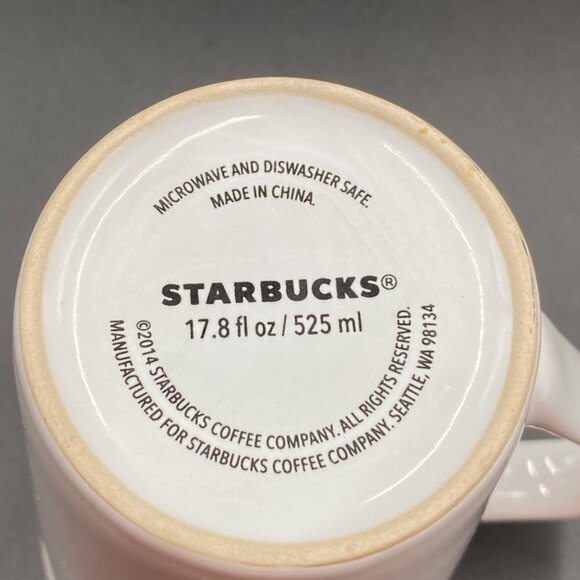 MICROWAVE AND DISWASHER SAFE.
MADE IN CHINA.
STARBUCKS®
17.8 fl oz / 525 ml
©2014 STARBUCKS COFFEE COMPANY. ALL RIGHTS RESERVED.
MANUFACTURED FOR STARBUCKS COFFEE COMPANY. SEATTLE, WA 98134